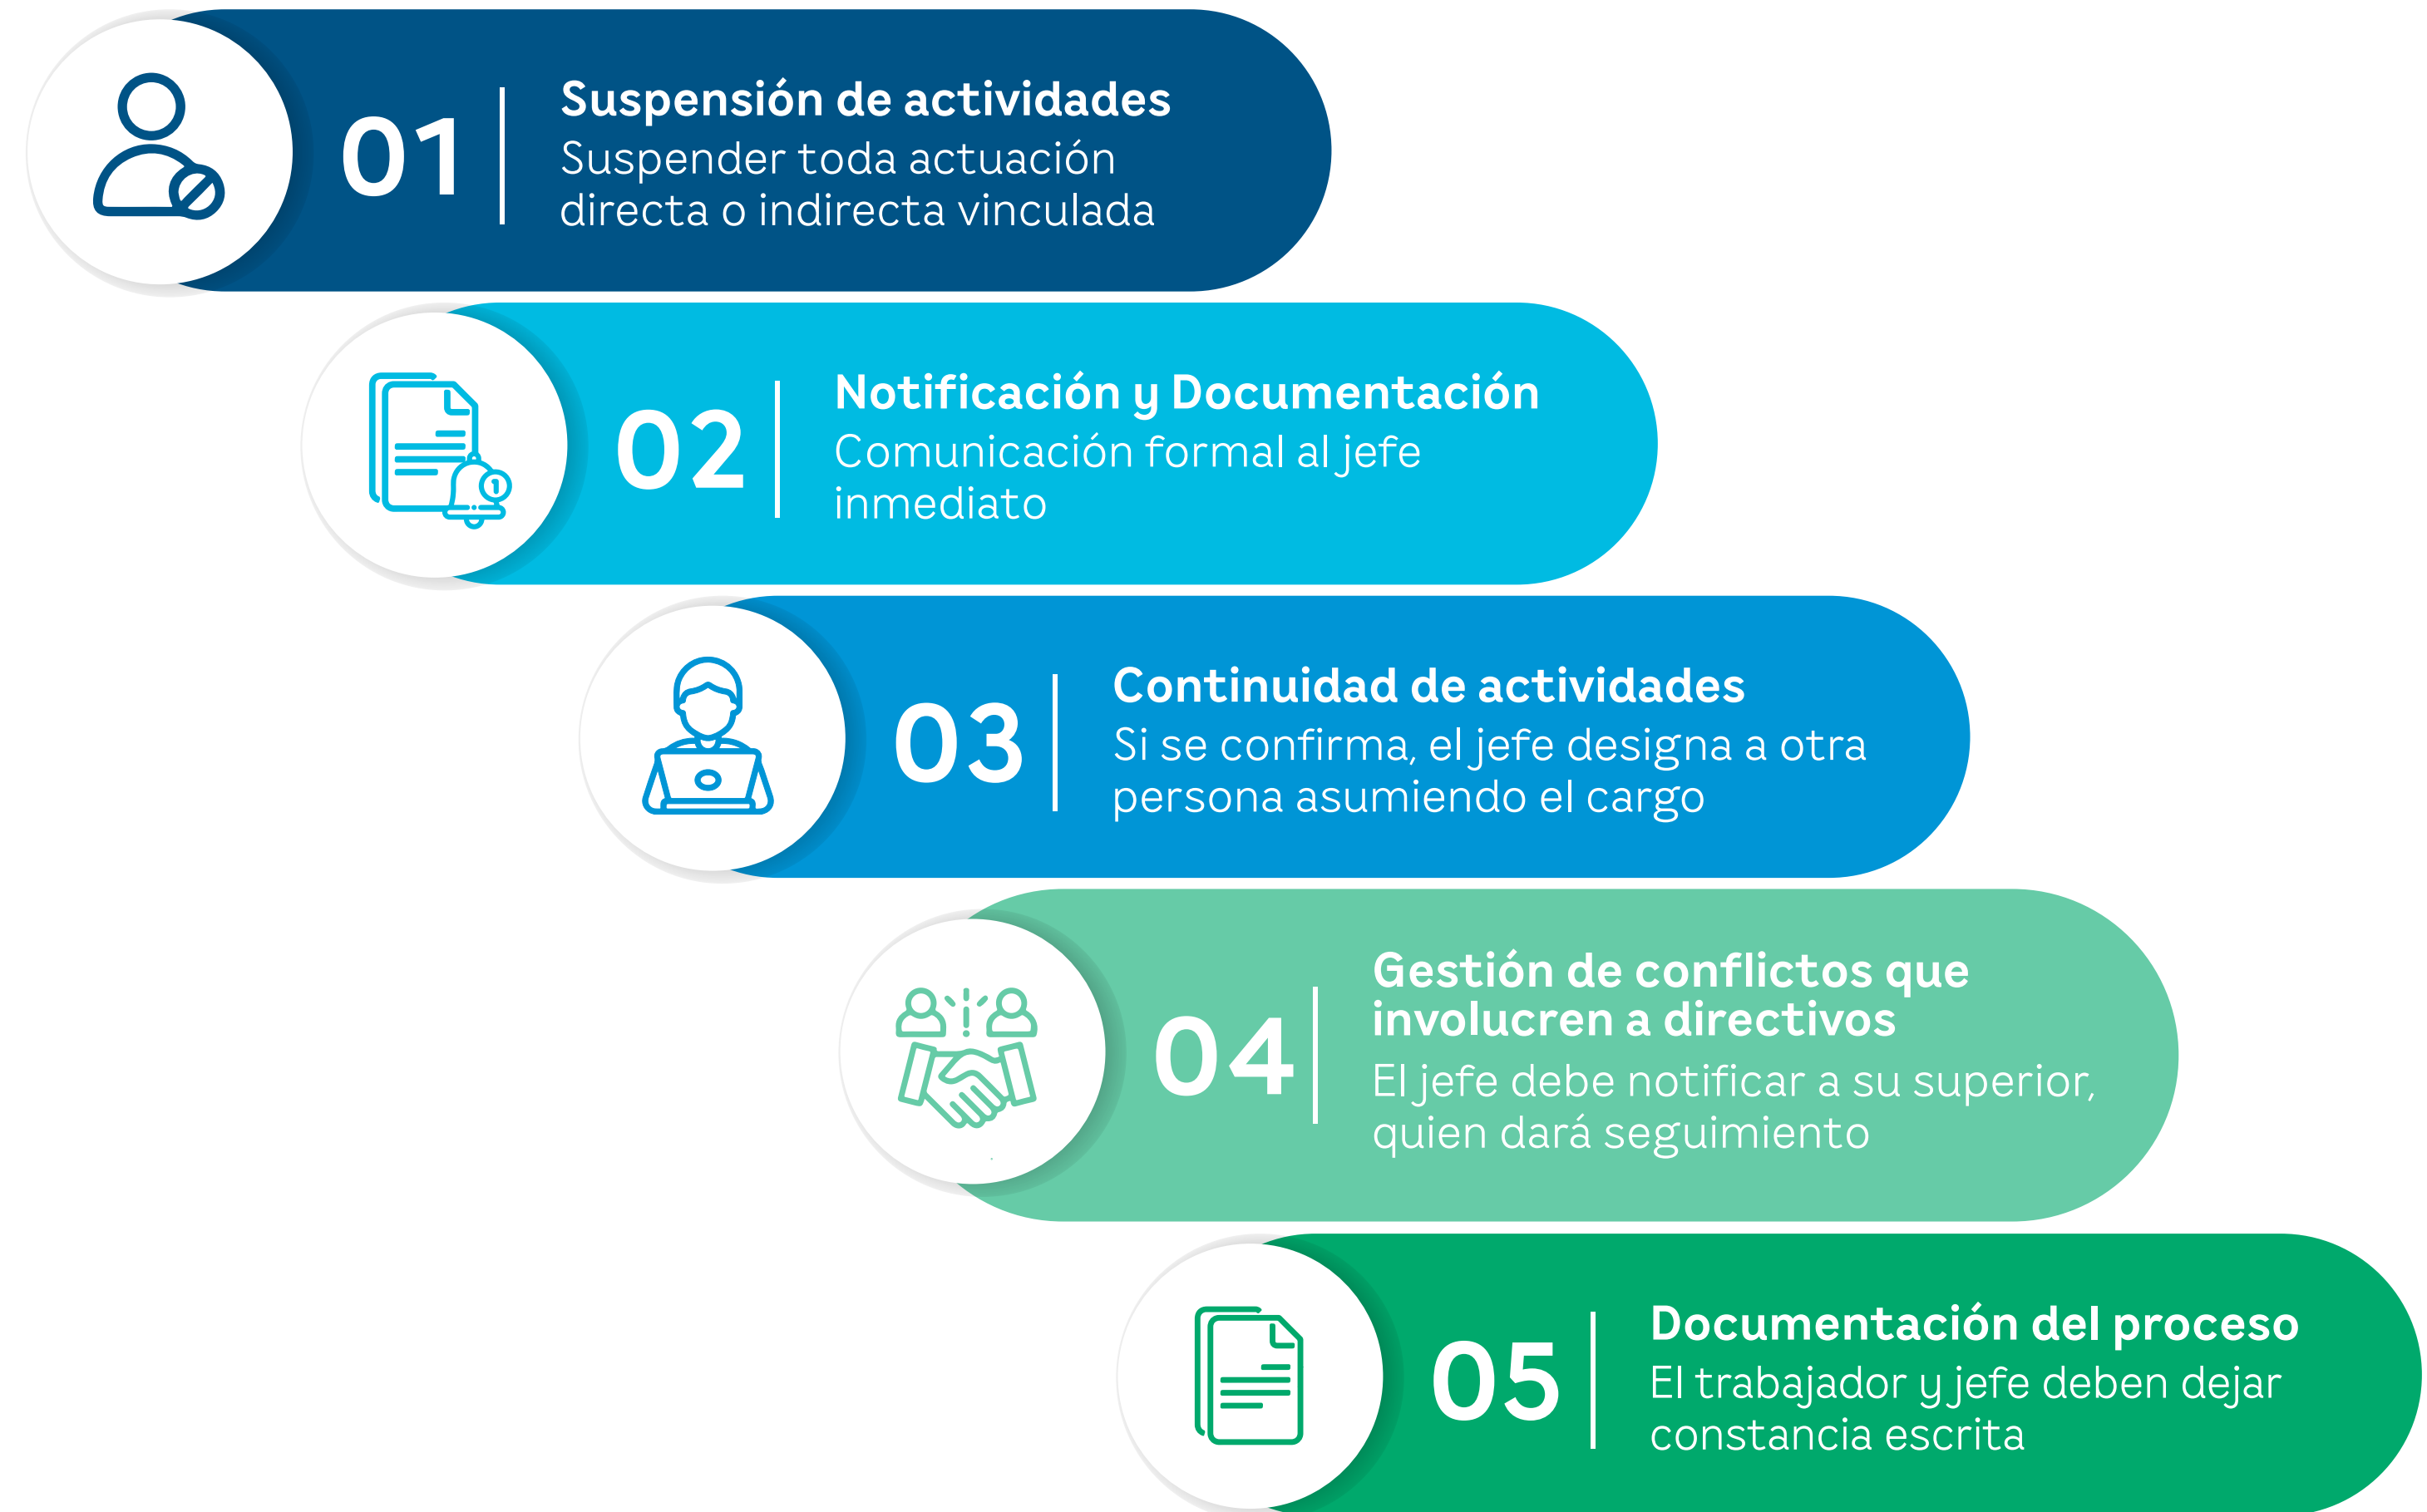 01
Suspensión de actividades
Suspender toda actuación
directa o indirecta vinculada
02
Notificación y Documentación
Comunicación formal al jefe
inmediato
03
Continuidad de actividades
Si se confirma, el jefe designa a otra
persona asumiendo el cargo
04
Gestión de conflictos que
involucren a directivos
El jefe debe notificar a su superior,
quien dará seguimiento
05
Documentación del proceso
El trabajador y jefe deben dejar
constancia escrita